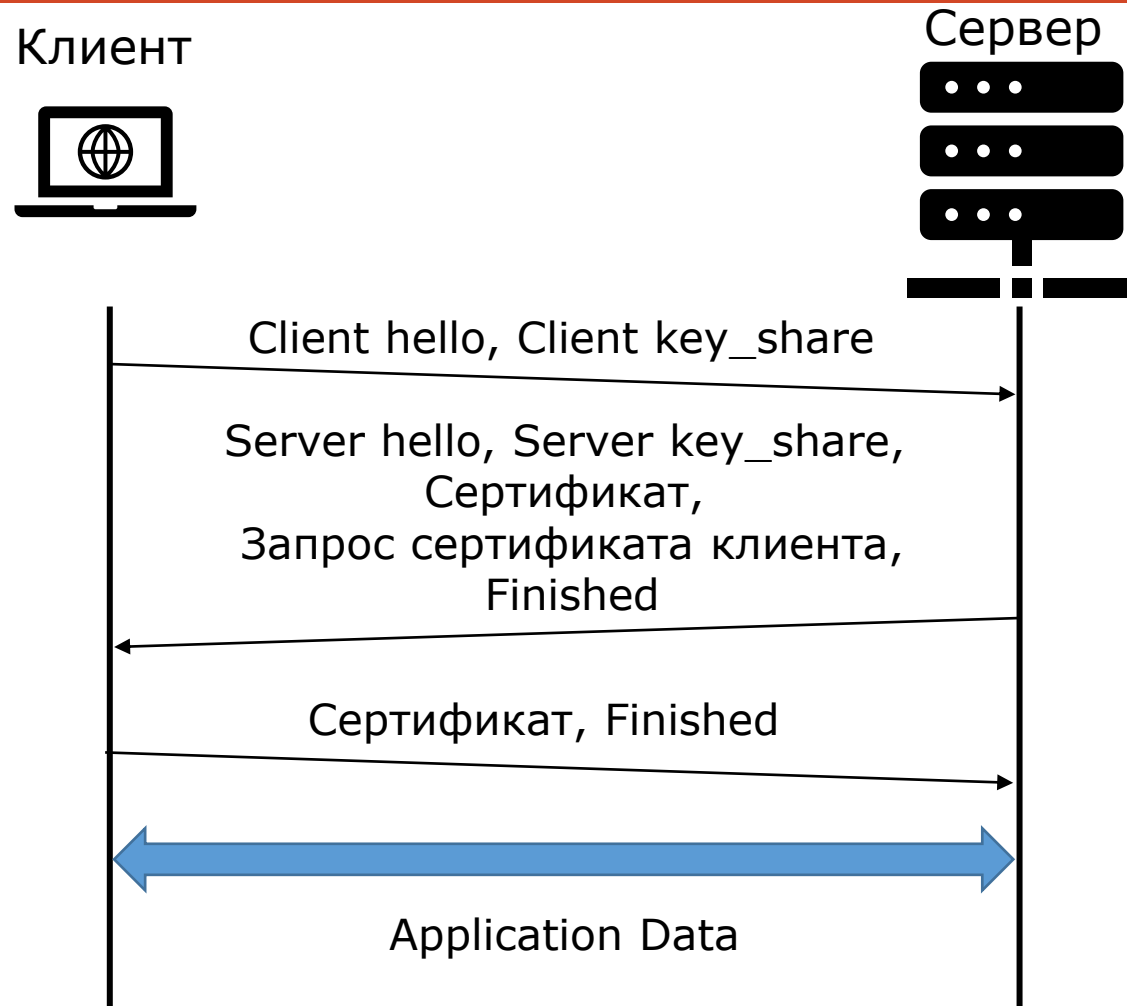 Клиент
Сервер
Client hello, Client key_share
Server hello, Server key_share,
Сертификат,
Запрос сертификата клиента,
Finished
Сертификат, Finished
Application Data